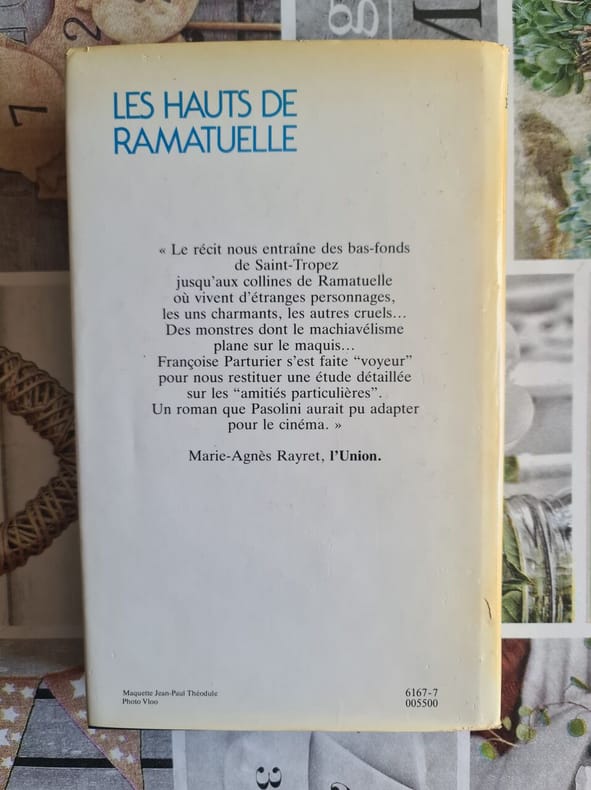 LES HAUTS DE
RAMATUELLE
« Le récit nous entraîne des bas-fonds
de Saint-Tropez
jusqu'aux collines de Ramatuelle
où vivent d'étranges personnages,
les uns charmants, les autres cruels...
Des monstres dont le machiavélisme
plane sur le maquis...
Françoise Parturier s'est faite “voyeur”
pour nous restituer une étude détaillée
sur les “amitiés particulières”.
Un roman que Pasolini aurait pu adapter
pour le cinéma. »
Marie-Agnès Rayret, l'Union.
Maquette Jean-Paul Théodule
Photo Vloo
6167-7
005500